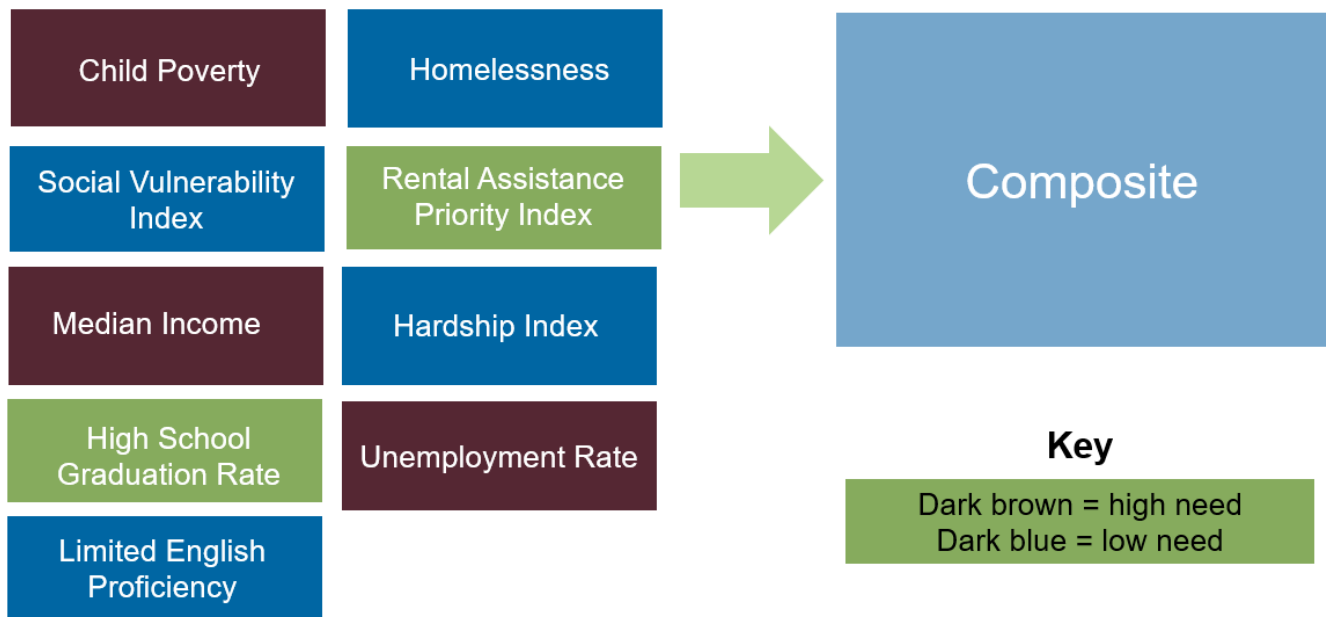 Child Poverty
Homelessness
Social Vulnerability
Index
Rental Assistance
Priority Index
Composite
Median Income
Hardship Index
High School
Graduation Rate
Unemployment Rate
Limited English
Proficiency
Key
Dark brown = high need
Dark blue = low need